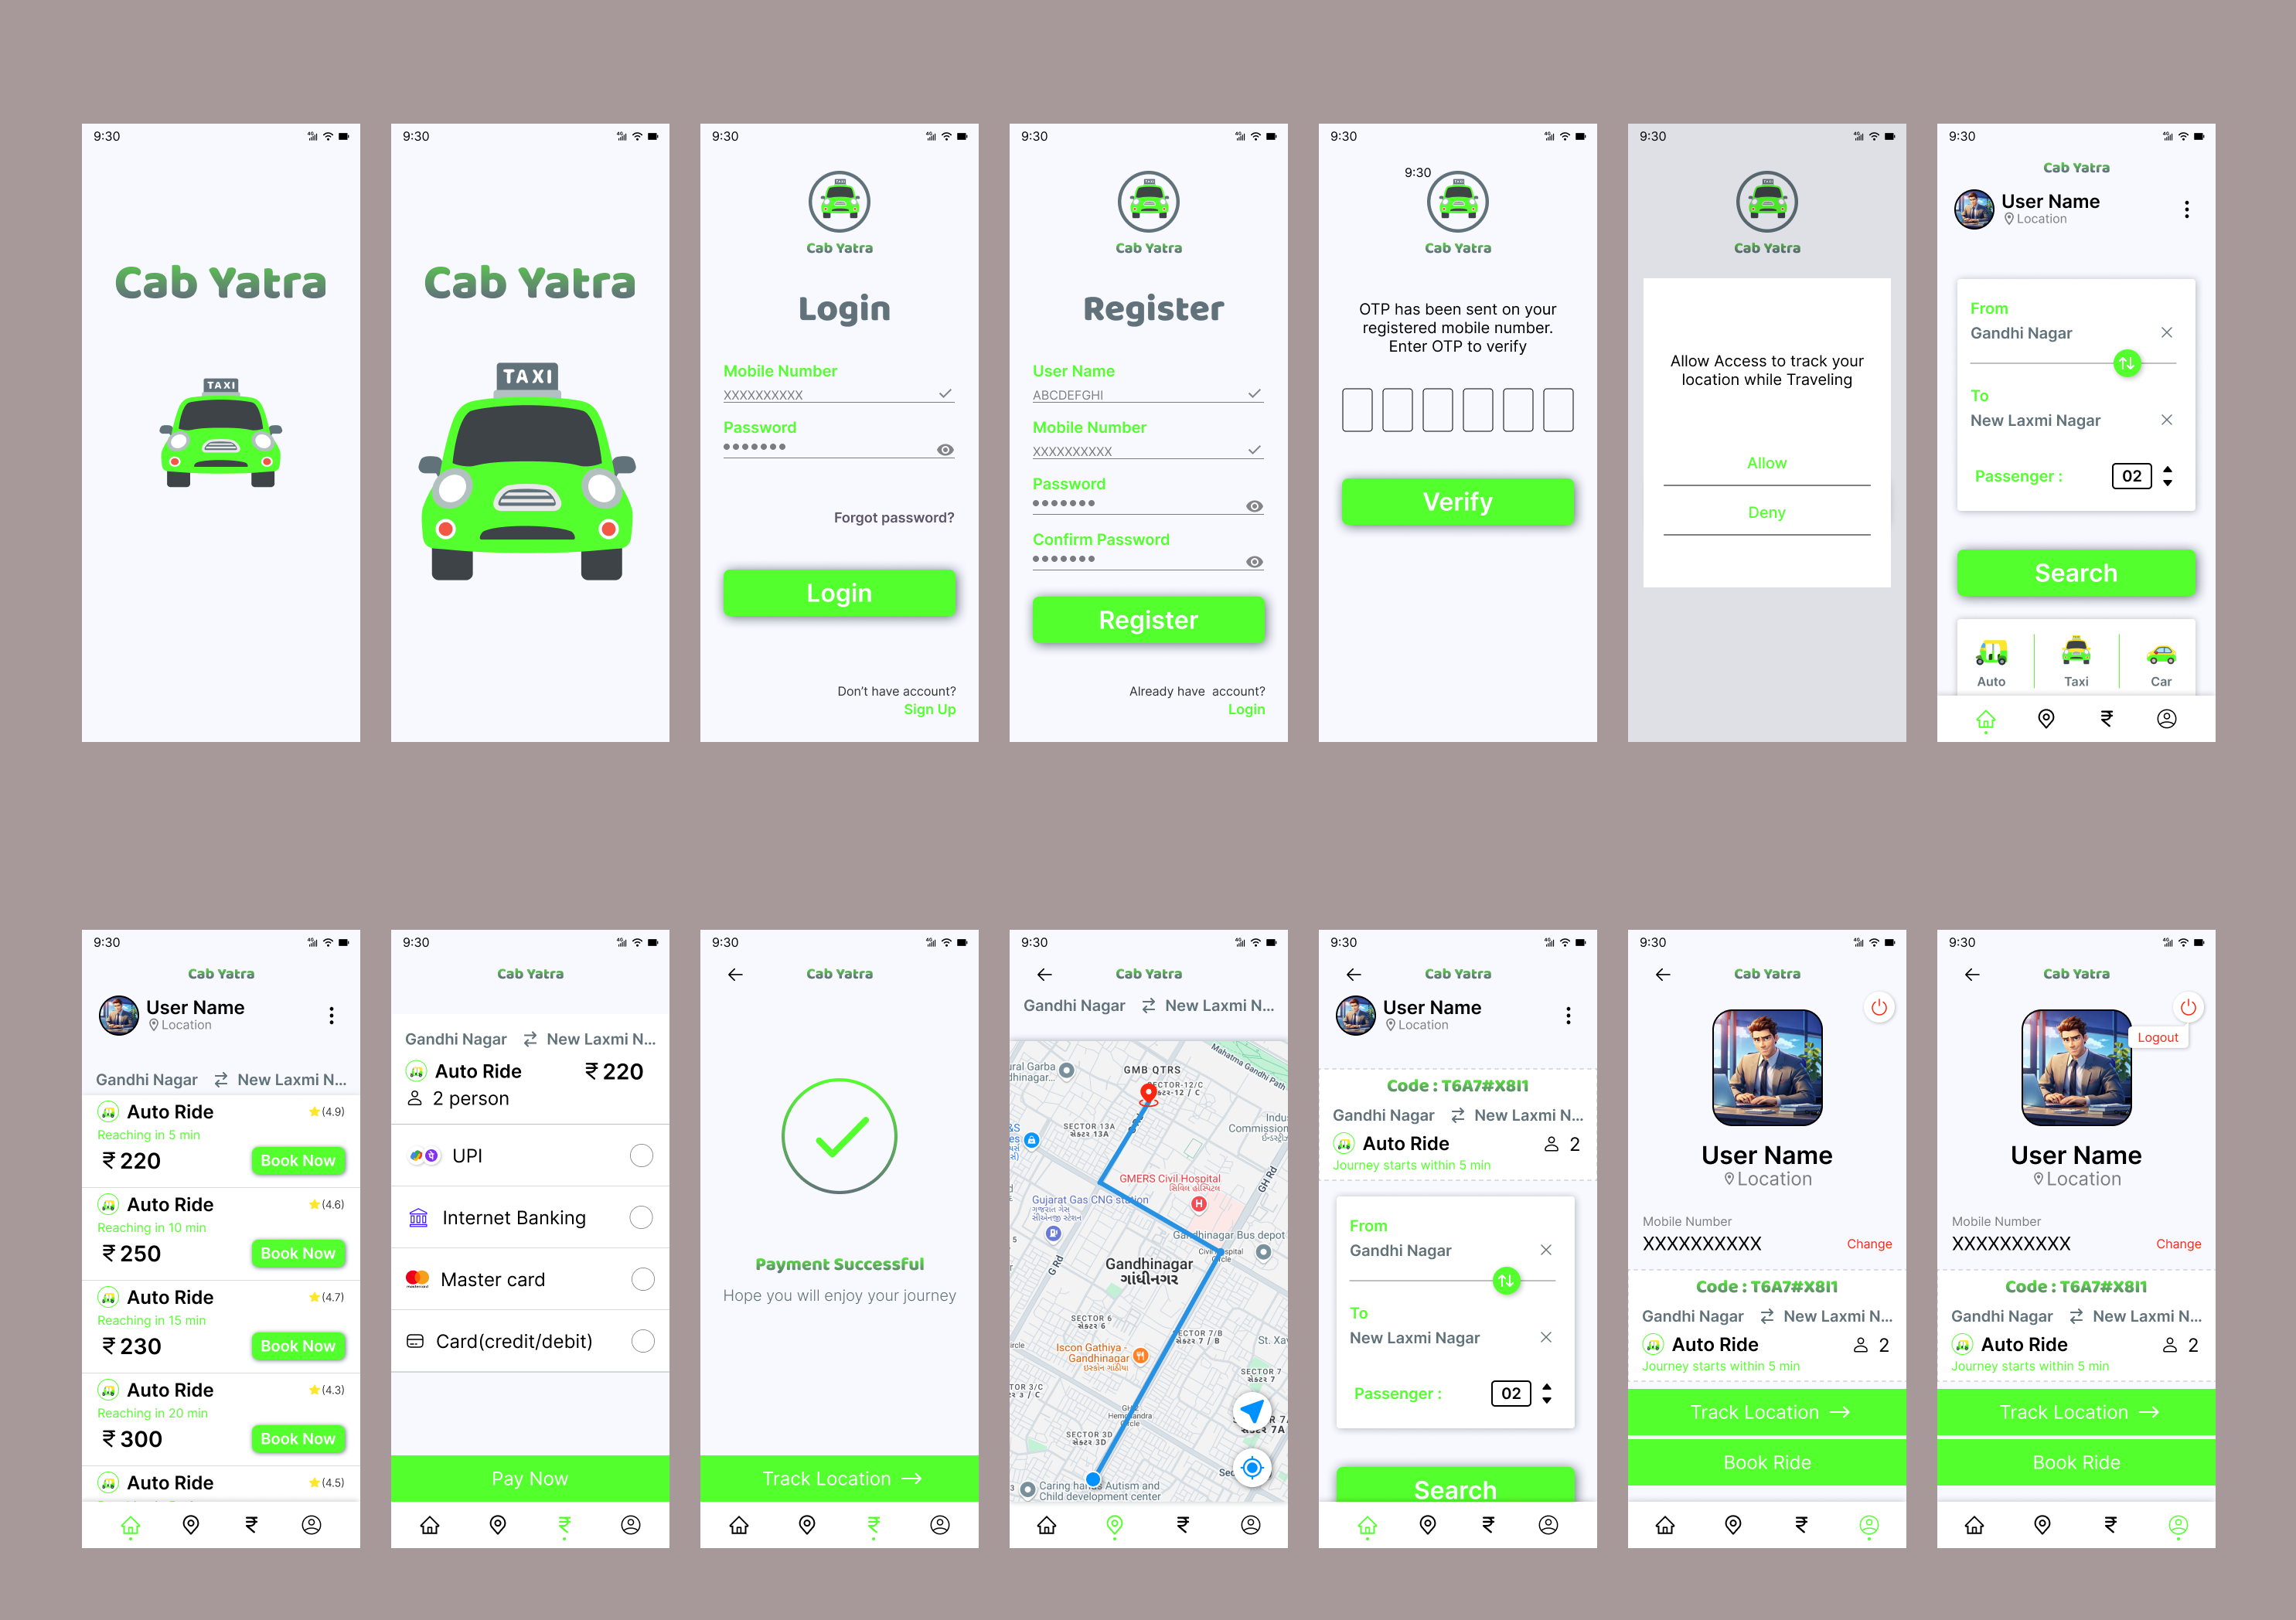 9:30
Cab Yatra
TAXI
9:30
Cab Yatra
TAXI
9:30
TAXI
Cab Yatra
Login
Mobile Number
XXXXXXXXXX
Password
Forgot password?
Login
Don't have account?
Sign Up
9:30
TAXI
Cab Yatra
Register
User Name
ABCDEFGHI
Mobile Number
XXXXXXXXXX
Password
Confirm Password
Register
Already have account?
Login
9:30
9:30
TAXI
Cab Yatra
OTP has been sent on your
registered mobile number.
Enter OTP to verify
Verify
9:30
TAXI
Cab Yatra
Allow Access to track your
location while Traveling
Allow
Deny
9:30
Cab Yatra
User Name
Location
From
Gandhi Nagar
To
New Laxmi Nagar
Passenger : 02
Search
Auto Taxi Car
₹
9:30
Cab Yatra
User Name
Location
Gandhi Nagar New Laxmi N...
Auto Ride (4.9)
Reaching in 5 min
₹ 220 Book Now
Auto Ride (4.6)
Reaching in 10 min
₹ 250 Book Now
Auto Ride (4.7)
Reaching in 15 min
₹ 230 Book Now
Auto Ride (4.3)
Reaching in 20 min
₹ 300 Book Now
Auto Ride (4.5)
₹
9:30
Cab Yatra
Gandhi Nagar New Laxmi N...
Auto Ride ₹ 220
2 person
UPI
Internet Banking
Master card
Card(credit/debit)
Pay Now
₹
9:30
Cab Yatra
Payment Successful
Hope you will enjoy your journey
Track Location
₹
9:30
Cab Yatra
Gandhi Nagar New Laxmi N...
Mahatma Gandhi Path
GMB QTRS
SECTOR-12/C
SECTOR 13A
સેક્ટર 13A
GMERS Civil Hospital
સિવિલ હોસ્પિટલ
GH Rd
Gujarat Gas CNG station
Gandhinagar Bus depot
G Rd
Gandhinagar
ગાંધીનગર
SECTOR 6
સેક્ટર 6
SECTOR 7/B
સેક્ટર 7 / B
Iscon Gathiya -
Gandhinagar
SECTOR 7
સેક્ટર 7
SECTOR 3D
સેક્ટર 3D
Caring hands Autism and
Child development center
₹
9:30
Cab Yatra
User Name
Location
Code : T6A7#X8I1
Gandhi Nagar New Laxmi N...
Auto Ride 2
Journey starts within 5 min
From
Gandhi Nagar
To
New Laxmi Nagar
Passenger : 02
Search
₹
9:30
Cab Yatra
User Name
Location
Mobile Number
XXXXXXXXXX Change
Code : T6A7#X8I1
Gandhi Nagar New Laxmi N...
Auto Ride 2
Journey starts within 5 min
Track Location
Book Ride
₹
9:30
Cab Yatra
Logout
User Name
Location
Mobile Number
XXXXXXXXXX Change
Code : T6A7#X8I1
Gandhi Nagar New Laxmi N...
Auto Ride 2
Journey starts within 5 min
Track Location
Book Ride
₹